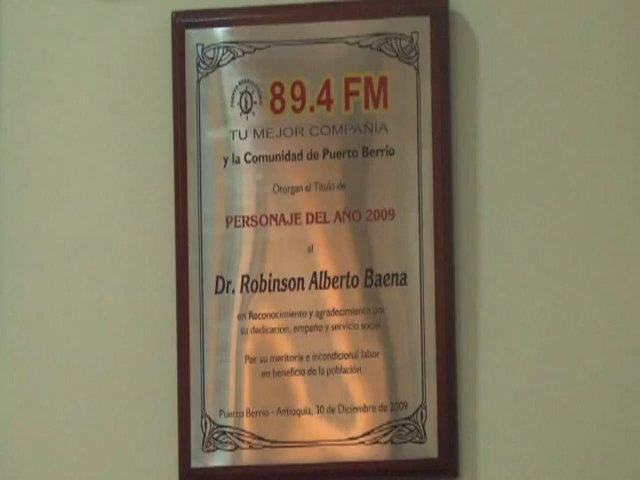 89.4 FM
TU MEJOR COMPAÑIA
y la Comunidad de Puerto Berrio
Otorgan el Titulo de
PERSONAJE DEL AÑO 2009
al
Dr. Robinson Alberto Baena
en Reconocimiento y agradecimiento por
su dedicación, empeño y servicio social
Por su meritoria e incondicional labor
en beneficio de la población.
Puerto Berrio - Antioquia, 30 de Diciembre de 2009